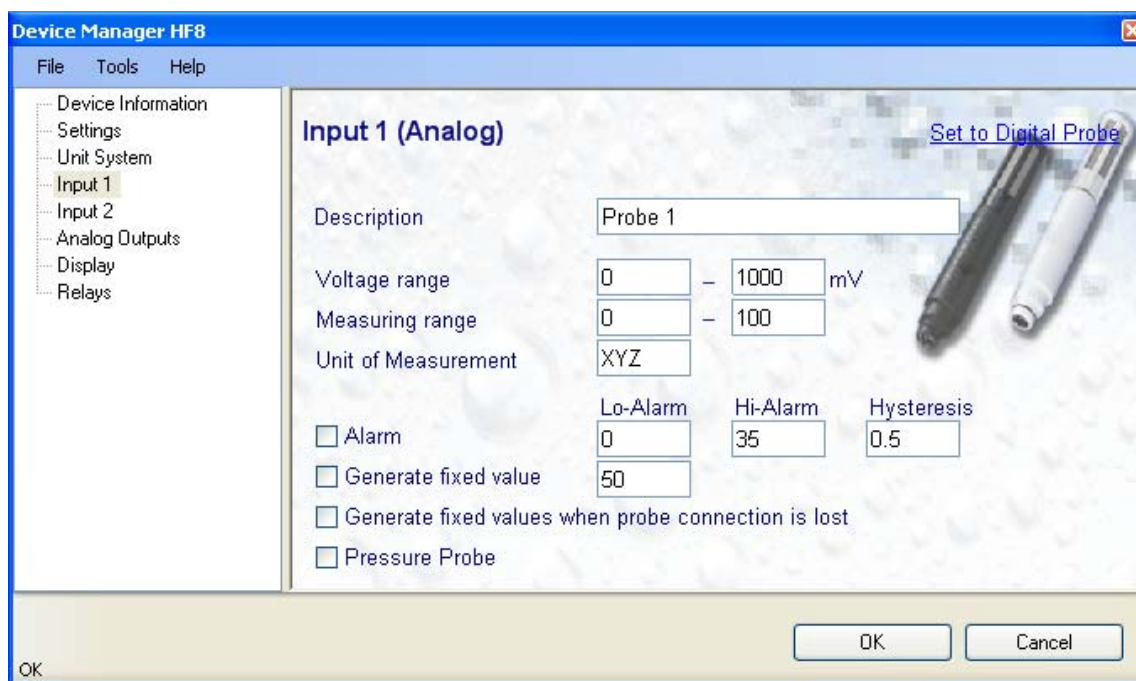 Device Manager HF8
File Tools Help
Device Information
Settings
Unit System
Input 1
Input 2
Analog Outputs
Display
Relays
Input 1 (Analog)
Set to Digital Probe
Description Probe 1
Voltage range 0 – 1000 mV
Measuring range 0 – 100
Unit of Measurement XYZ
Lo-Alarm Hi-Alarm Hysteresis
Alarm 0 35 0.5
Generate fixed value 50
Generate fixed values when probe connection is lost
Pressure Probe
OK Cancel
OK